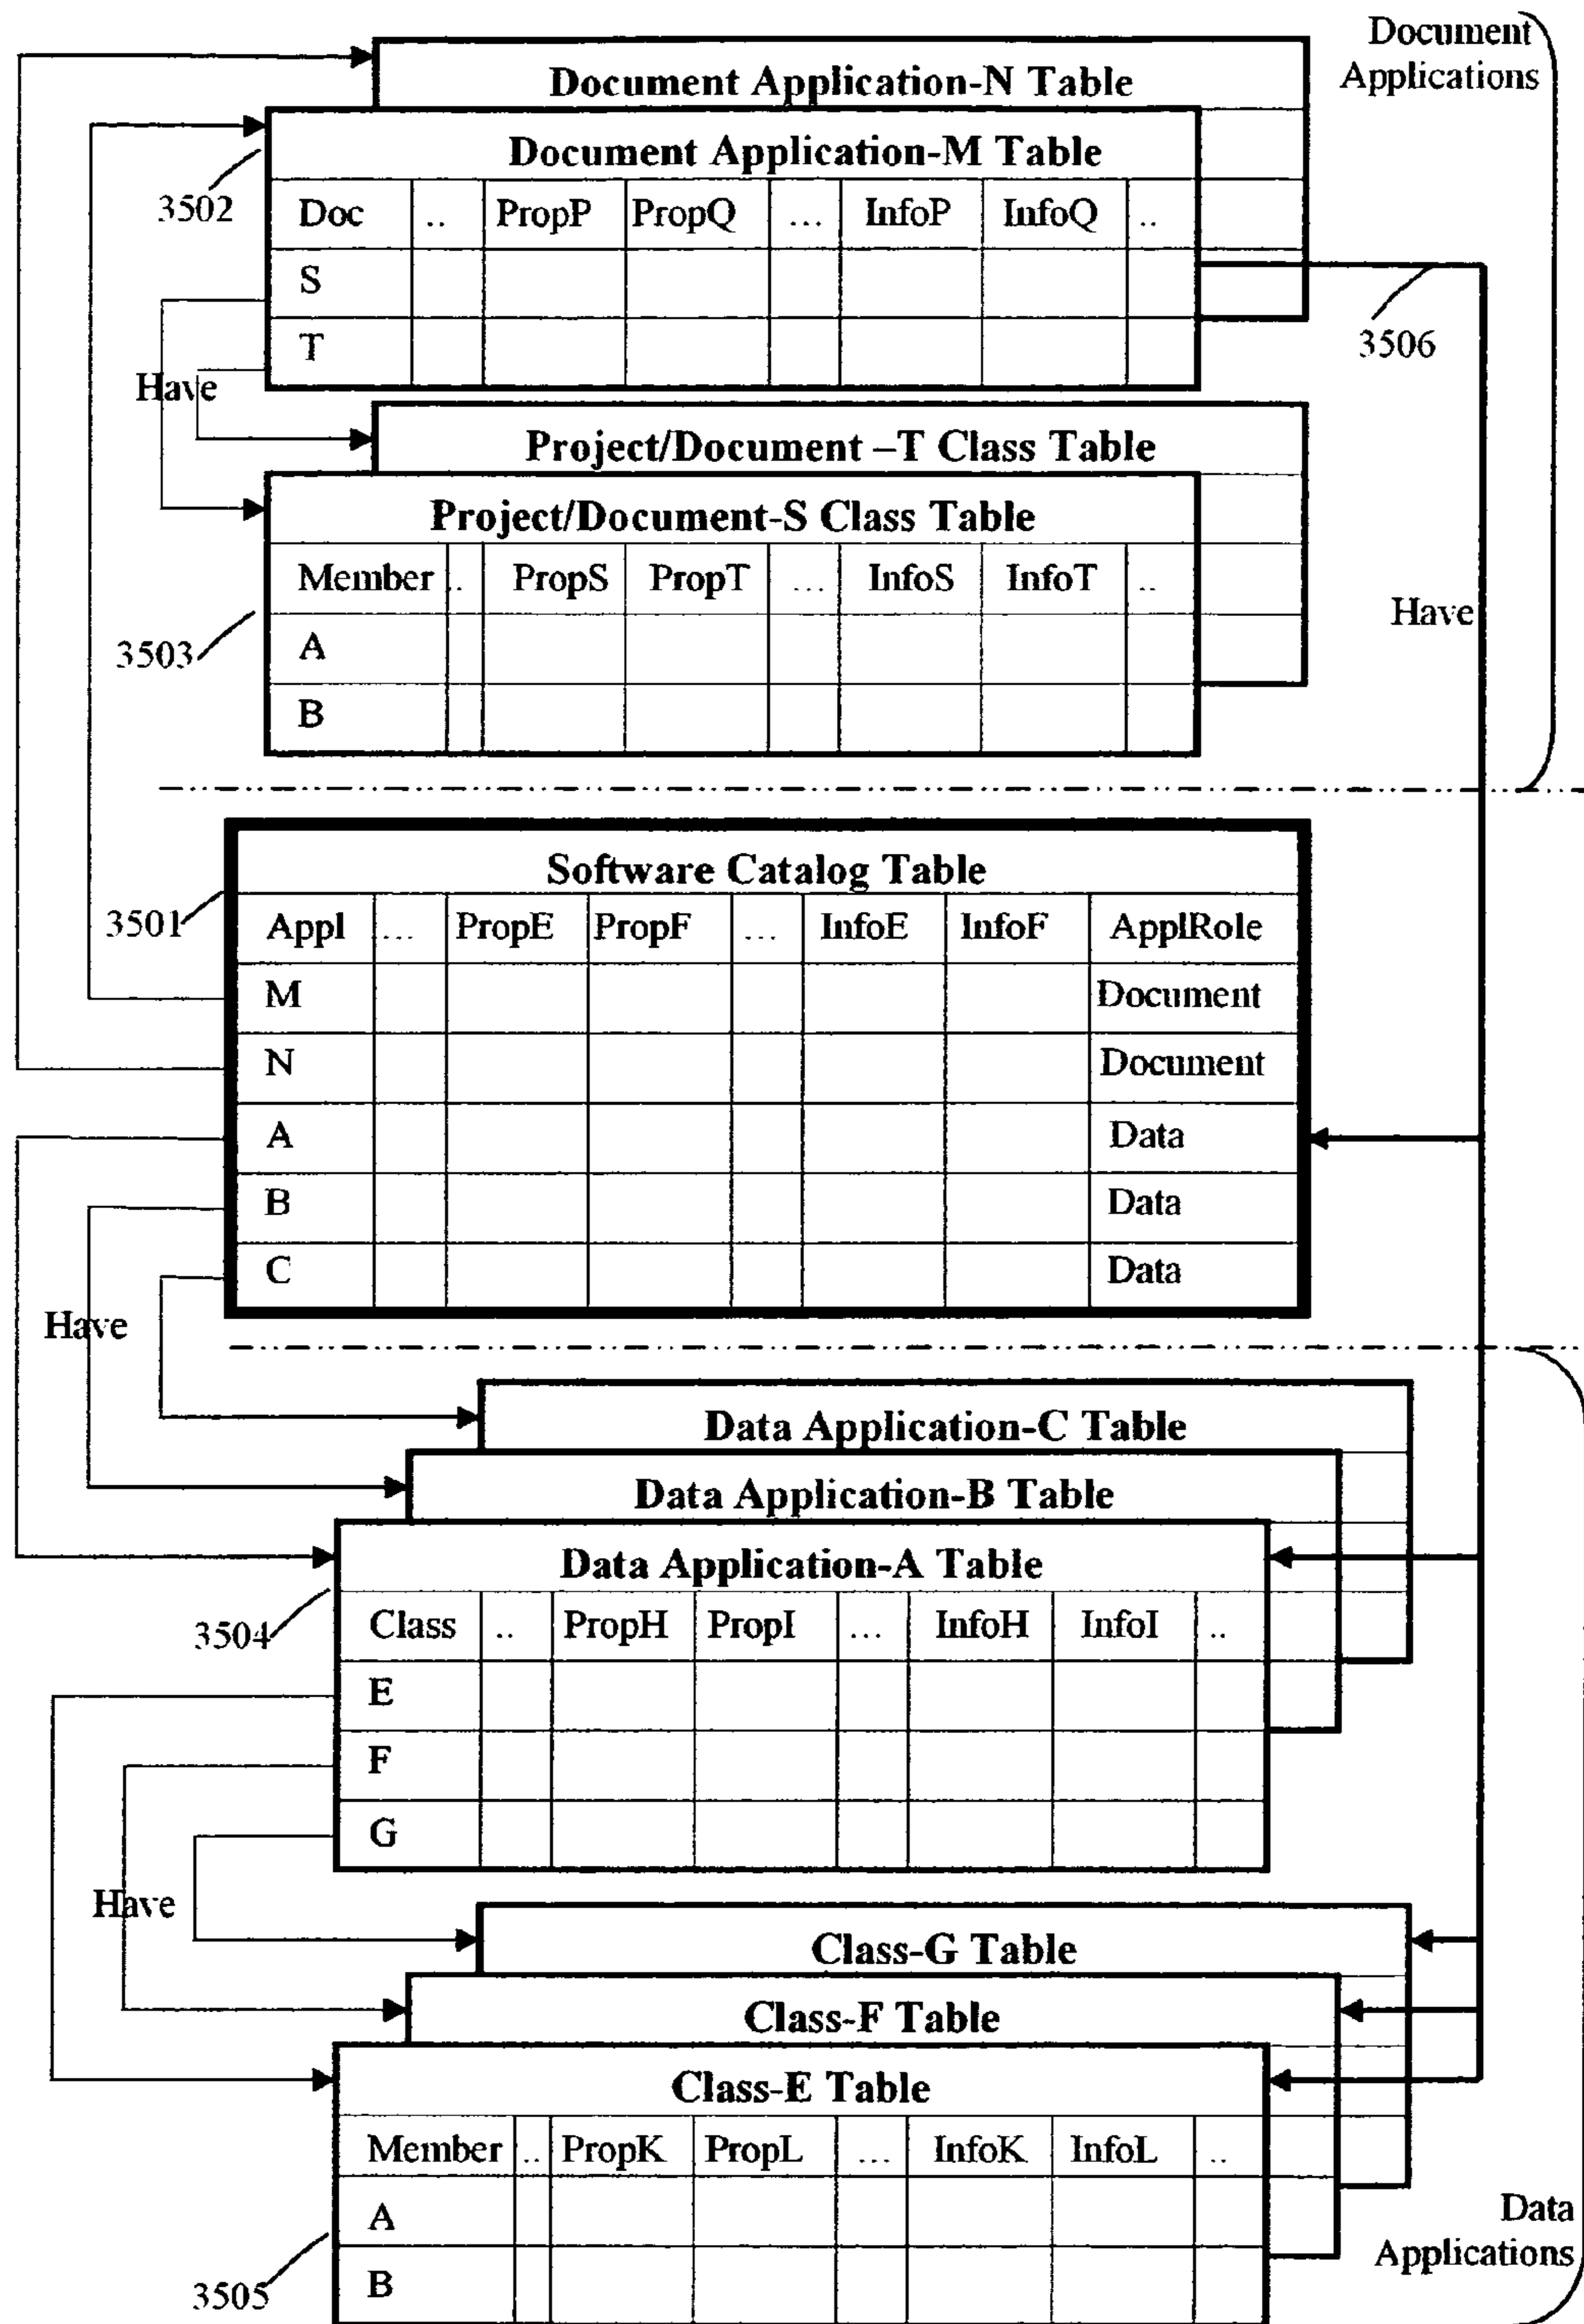 Document
Applications
Document Application-N Table
Document Application-M Table
3502
Doc .. PropP PropQ ... InfoP InfoQ ..
S
T
3506
Have
Project/Document –T Class Table
Project/Document-S Class Table
Member .. PropS PropT ... InfoS InfoT ..
3503
A
B
Have
Software Catalog Table
3501
Appl ... PropE PropF ... InfoE InfoF ApplRole
M Document
N Document
A Data
B Data
C Data
Have
Data Application-C Table
Data Application-B Table
Data Application-A Table
3504
Class .. PropH PropI ... InfoH InfoI ..
E
F
G
Have
Class-G Table
Class-F Table
Class-E Table
Member .. PropK PropL ... InfoK InfoL ..
A
B
3505
Data
Applications